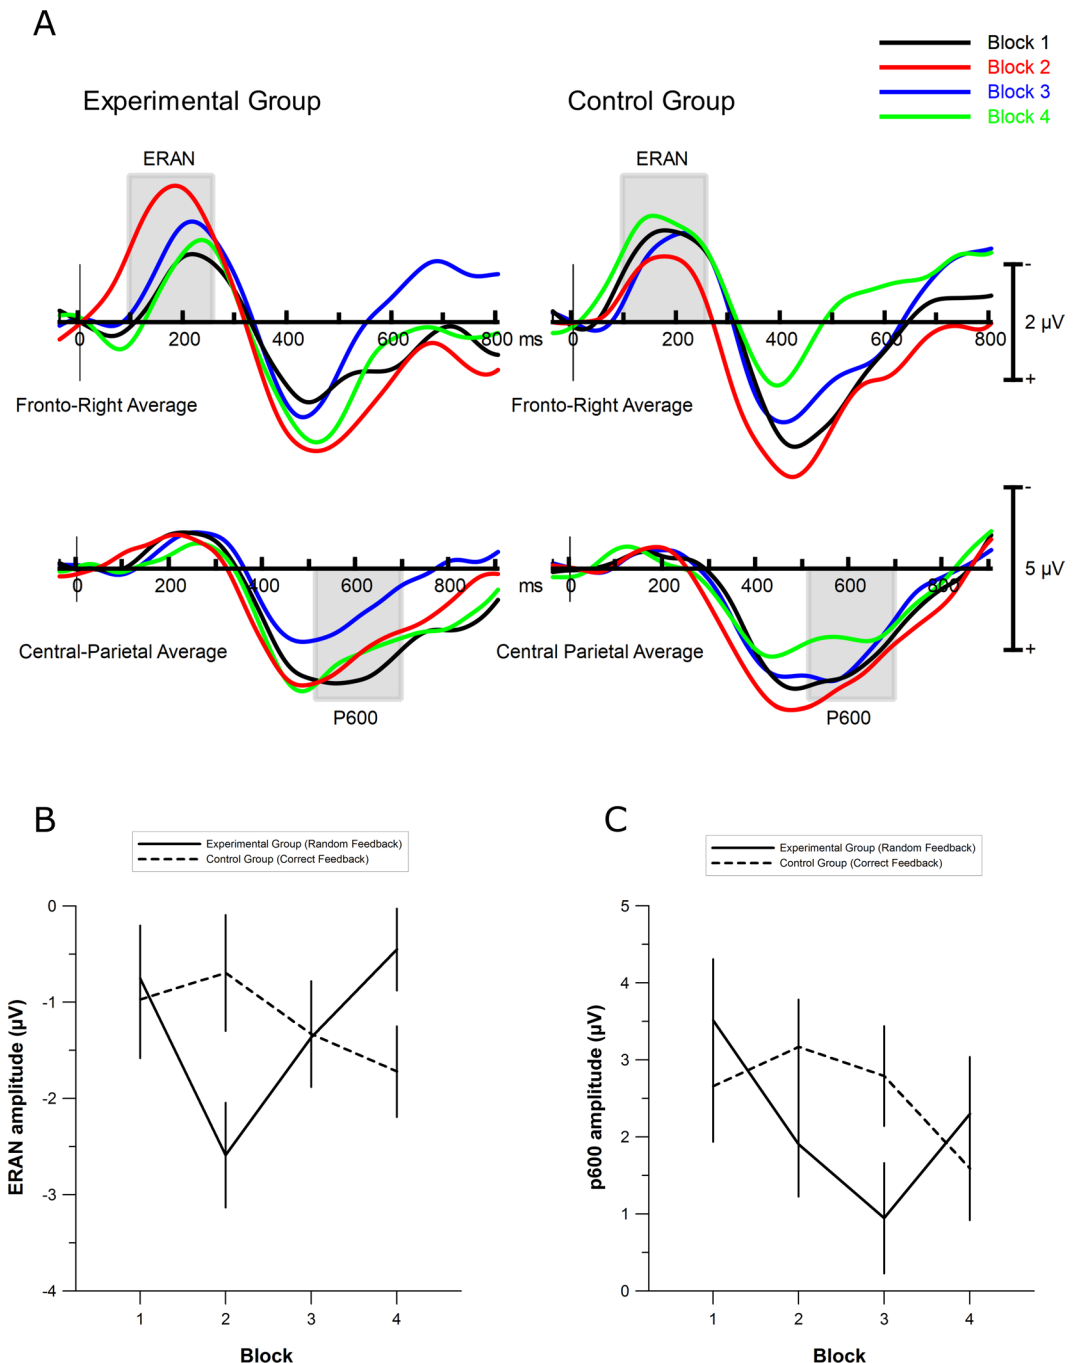 A
Block 1
Block 2
Block 3
Block 4
Experimental Group
Control Group
ERAN
ERAN
-
2 µV
+
0 200 400 600 800 ms
0 200 400 600 800
Fronto-Right Average
Fronto-Right Average
-
5 µV
+
0 200 400 600 800 ms
0 200 400 600 800
Central-Parietal Average
Central Parietal Average
P600
P600
B
Experimental Group (Random Feedback)
Control Group (Correct Feedback)
ERAN amplitude (µV)
0
-1
-2
-3
-4
1 2 3 4
Block
C
Experimental Group (Random Feedback)
Control Group (Correct Feedback)
p600 amplitude (µV)
5
4
3
2
1
0
1 2 3 4
Block